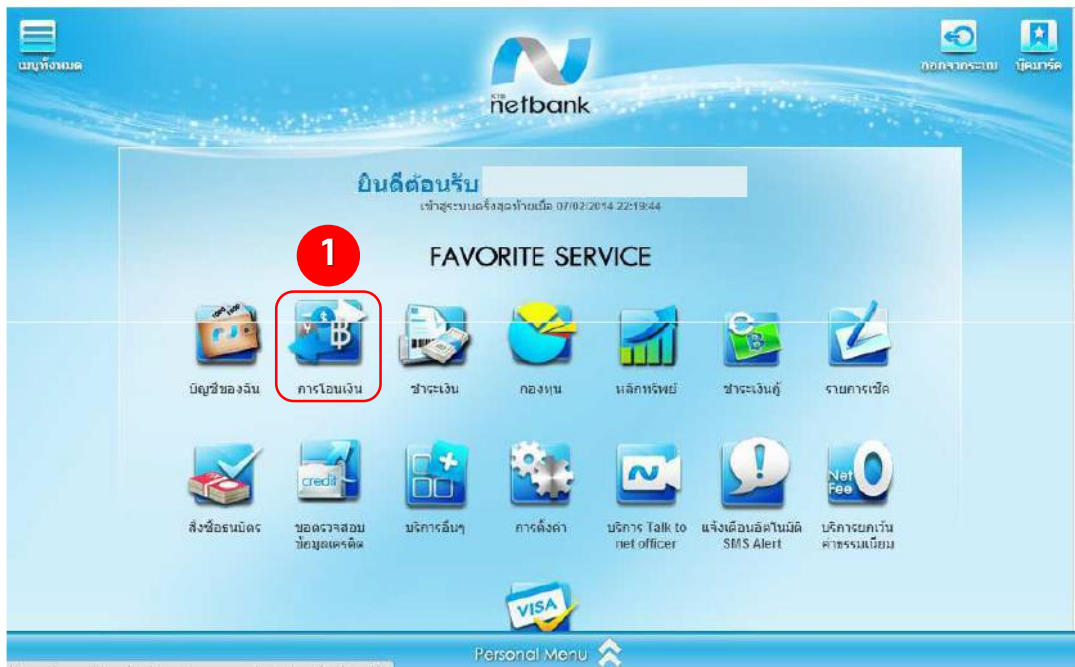 เมนูทั้งหมด
ออกจากระบบ
บุ๊คมาร์ค
KTB
netbank
ยินดีต้อนรับ
เข้าสู่ระบบครั้งสุดท้ายเมื่อ 07/02/2014 22:19:44
1
FAVORITE SERVICE
บัญชีของฉัน
การโอนเงิน
ชำระเงิน
กองทุน
หลักทรัพย์
ชำระเงินกู้
รายการเช็ค
credit
Net
Fee
สั่งซื้อธนบัตร
ขอตรวจสอบ
ข้อมูลเครดิต
บริการอื่นๆ
การตั้งค่า
บริการ Talk to
net officer
แจ้งเตือนอัตโนมัติ
SMS Alert
บริการยกเว้น
ค่าธรรมเนียม
VISA
Personal Menu